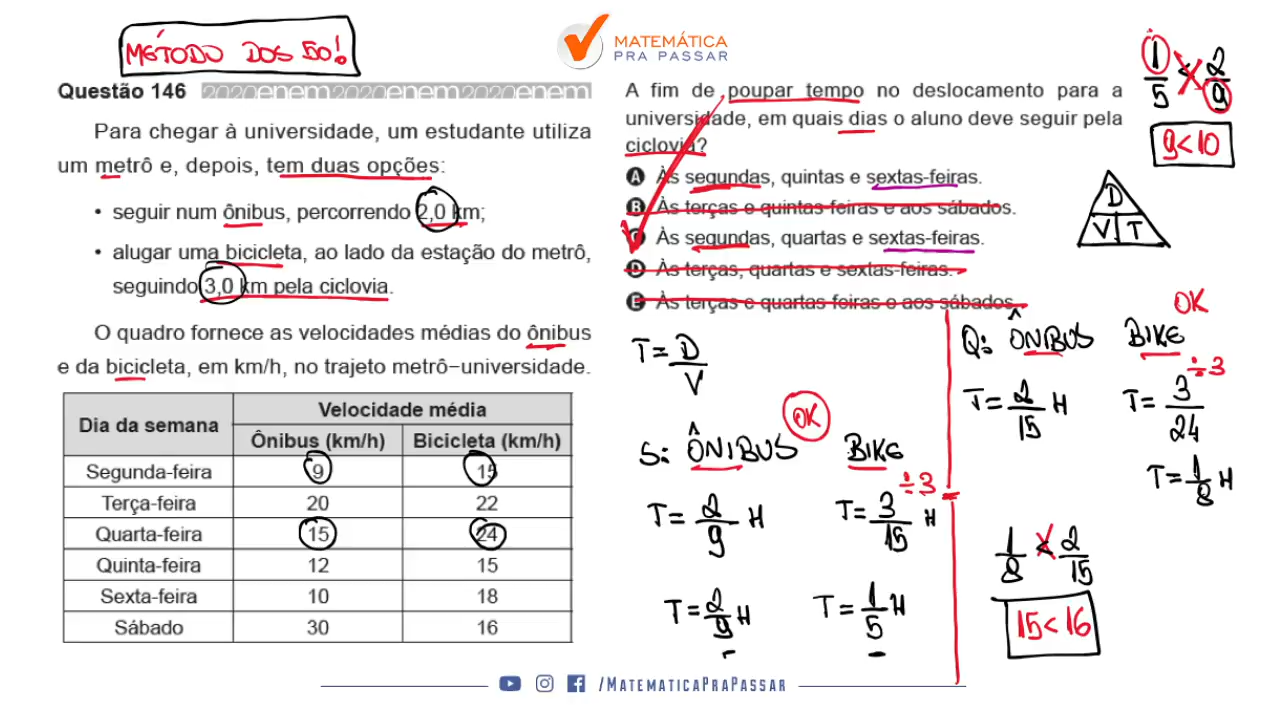 MÉTODO DOS 50!
MATEMÁTICA
PRA PASSAR
Questão 146 2020enem2020enem2020enem
Para chegar à universidade, um estudante utiliza
um metrô e, depois, tem duas opções:
• seguir num ônibus, percorrendo 2,0 km;
• alugar uma bicicleta, ao lado da estação do metrô,
seguindo 3,0 km pela ciclovia.
O quadro fornece as velocidades médias do ônibus
e da bicicleta, em km/h, no trajeto metrô−universidade.
Dia da semana Velocidade média
Ônibus (km/h) Bicicleta (km/h)
Segunda-feira 9 15
Terça-feira 20 22
Quarta-feira 15 24
Quinta-feira 12 15
Sexta-feira 10 18
Sábado 30 16
A fim de poupar tempo no deslocamento para a
universidade, em quais dias o aluno deve seguir pela
ciclovia?
A Às segundas, quintas e sextas-feiras.
B Às terças e quintas-feiras e aos sábados.
C Às segundas, quartas e sextas-feiras.
D Às terças, quartas e sextas-feiras.
E Às terças e quartas-feiras e aos sábados.
1/5 < 2/9
9<10
D
V T
T= D/V
S: ÔNIBUS OK BIKE
÷3
T= 2/9 H T= 3/15 H
T= 2/9 H T= 1/5 H
OK
Q: ÔNIBUS BIKE
÷3
T= 2/15 H T= 3/24
T= 1/8 H
1/8 < 2/15
15<16
/MATEMATICAPRAPASSAR